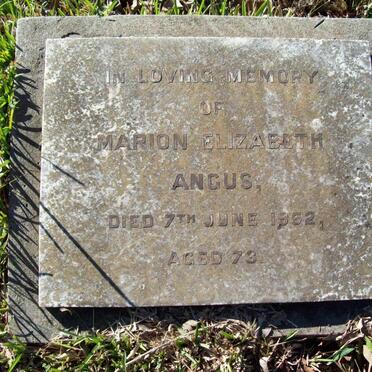 IN LOVING MEMORY
OF
MARION ELIZABETH
ANGUS,
DIED 7TH JUNE 1952,
AGED 73